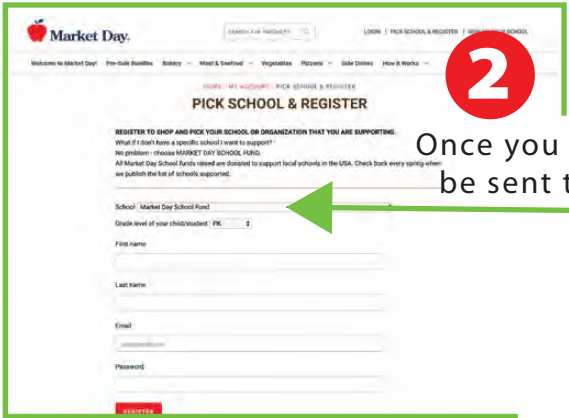 Market Day.
SEARCH FOR PRODUCTS
LOGIN | PICK SCHOOL & REGISTER | SCHOOL
Welcome to Market Day! Pre-Sale Bundles Bakery Meat & Seafood Vegetables Pizzeria Side Dishes How It Works
HOME / MY ACCOUNT / PICK SCHOOL & REGISTER
PICK SCHOOL & REGISTER
2
REGISTER TO SHOP AND PICK YOUR SCHOOL OR ORGANIZATION THAT YOU ARE SUPPORTING.
What if I don't have a specific school I want to support?
No problem - choose MARKET DAY SCHOOL FUND.
All Market Day School funds raised are donated to support local schools in the USA. Check back every spring when
we publish the list of schools supported.
Once you
be sent t
School Market Day School Fund
Grade level of your child/student PK
First name
Last name
Email
Password
REGISTER